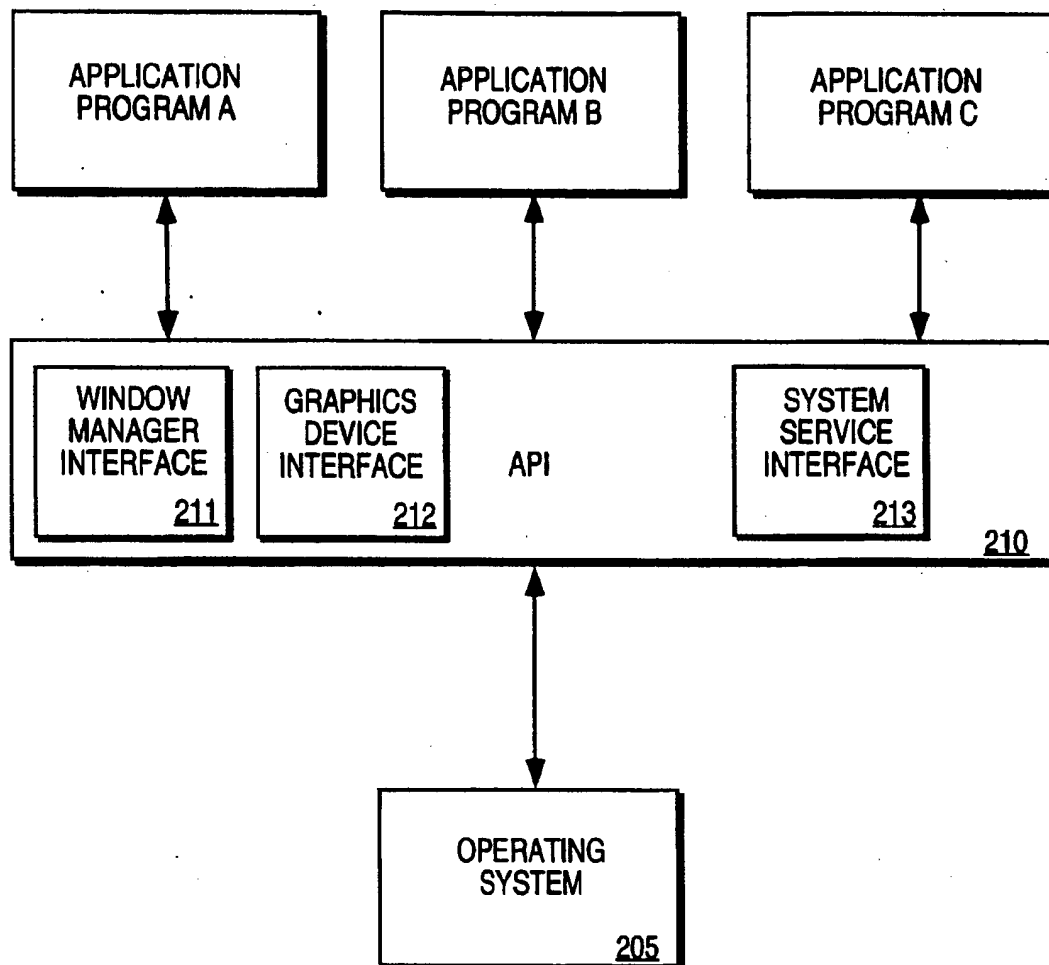 APPLICATION
PROGRAM A
APPLICATION
PROGRAM B
APPLICATION
PROGRAM C
WINDOW
MANAGER
INTERFACE
211
GRAPHICS
DEVICE
INTERFACE
212
API
SYSTEM
SERVICE
INTERFACE
213
210
OPERATING
SYSTEM
205